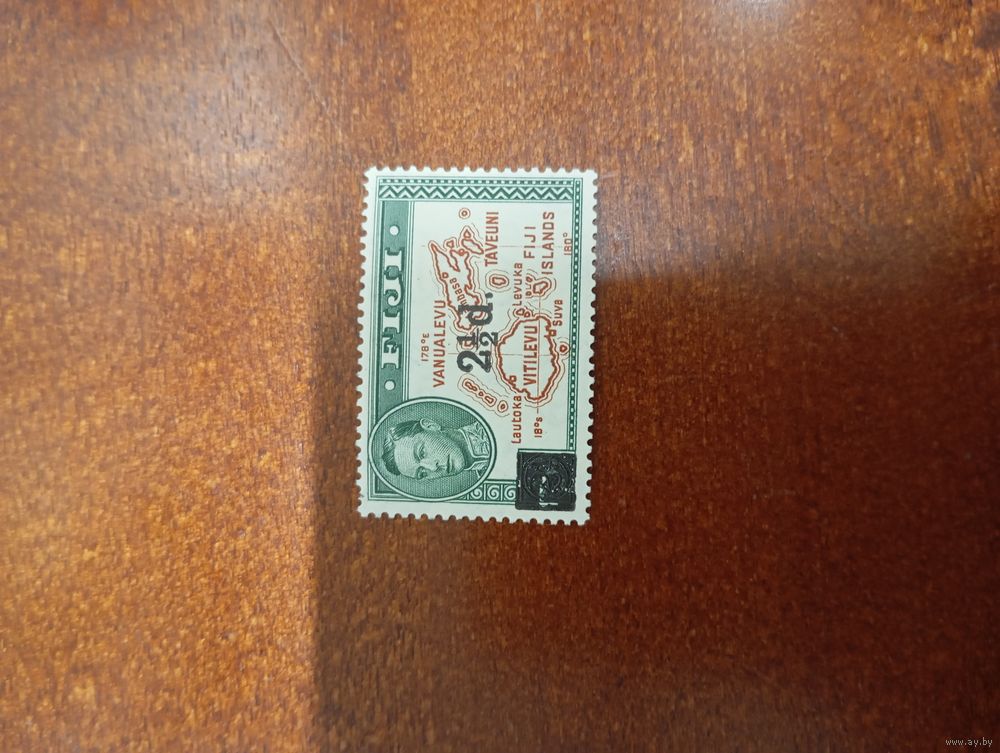 · FIJI ·
178°E
VANUALEVU
TAVEUNI
2½d.
Levuka
FIJI
ISLANDS
180°
VITILEVU
Suva
Lautoka
18°S
www.ay.by